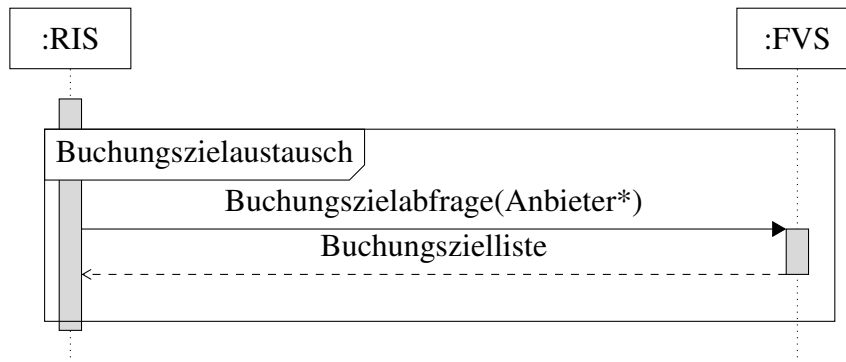 :RIS
:FVS
Buchungszielaustausch
Buchungszielabfrage(Anbieter*)
Buchungszielliste